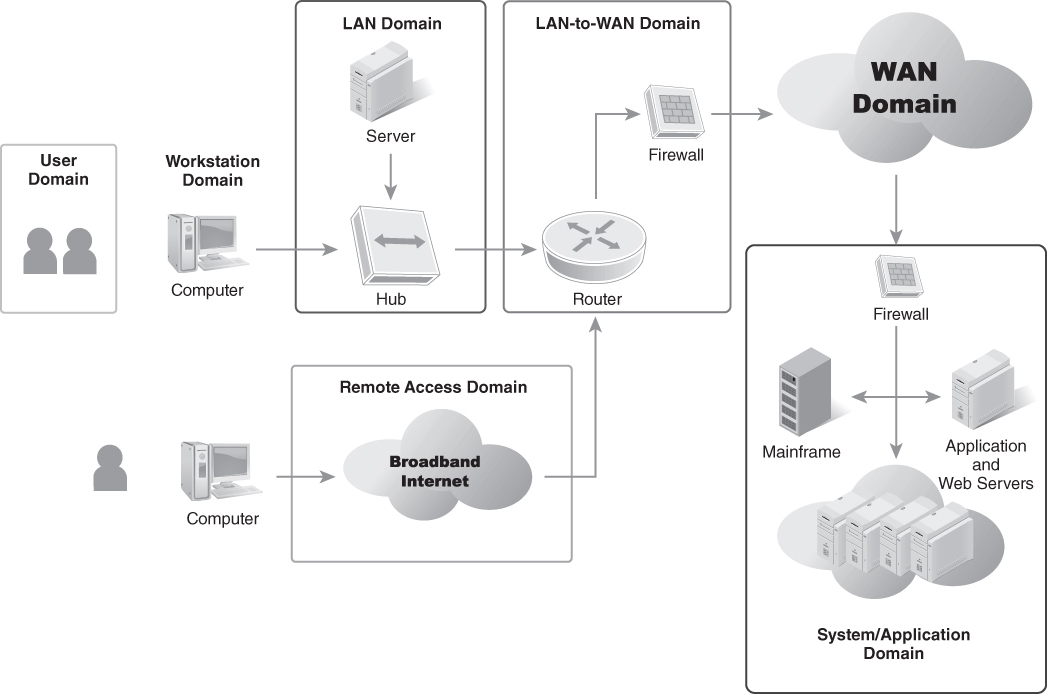 LAN Domain
Server
Hub
LAN-to-WAN Domain
Firewall
Router
WAN
Domain
User
Domain
Workstation
Domain
Computer
Remote Access Domain
Broadband
Internet
Computer
Firewall
Mainframe
Application
and
Web Servers
System/Application
Domain